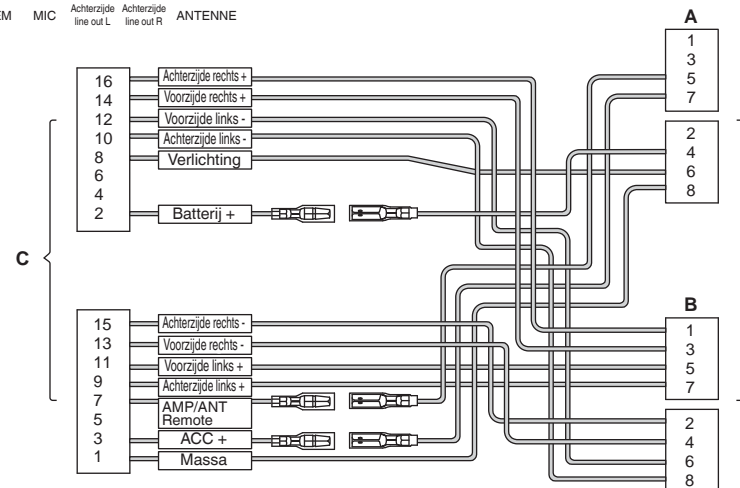 EM MIC Achterzijde line out L Achterzijde line out R ANTENNE
A
1
3
5
7
2
4
6
8
16 Achterzijde rechts +
14 Voorzijde rechts +
12 Voorzijde links -
10 Achterzijde links -
8 Verlichting
6
4
2 Batterij +
C
15 Achterzijde rechts -
13 Voorzijde rechts -
11 Voorzijde links +
9 Achterzijde links +
7 AMP/ANT
5 Remote
3 ACC +
1 Massa
B
1
3
5
7
2
4
6
8